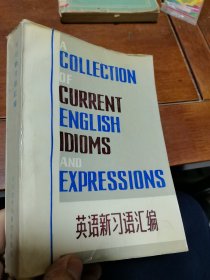 A
COLLECTION
OF
CURRENT
ENGLISH
IDIOMS
AND
EXPRESSIONS
英语新习语汇编